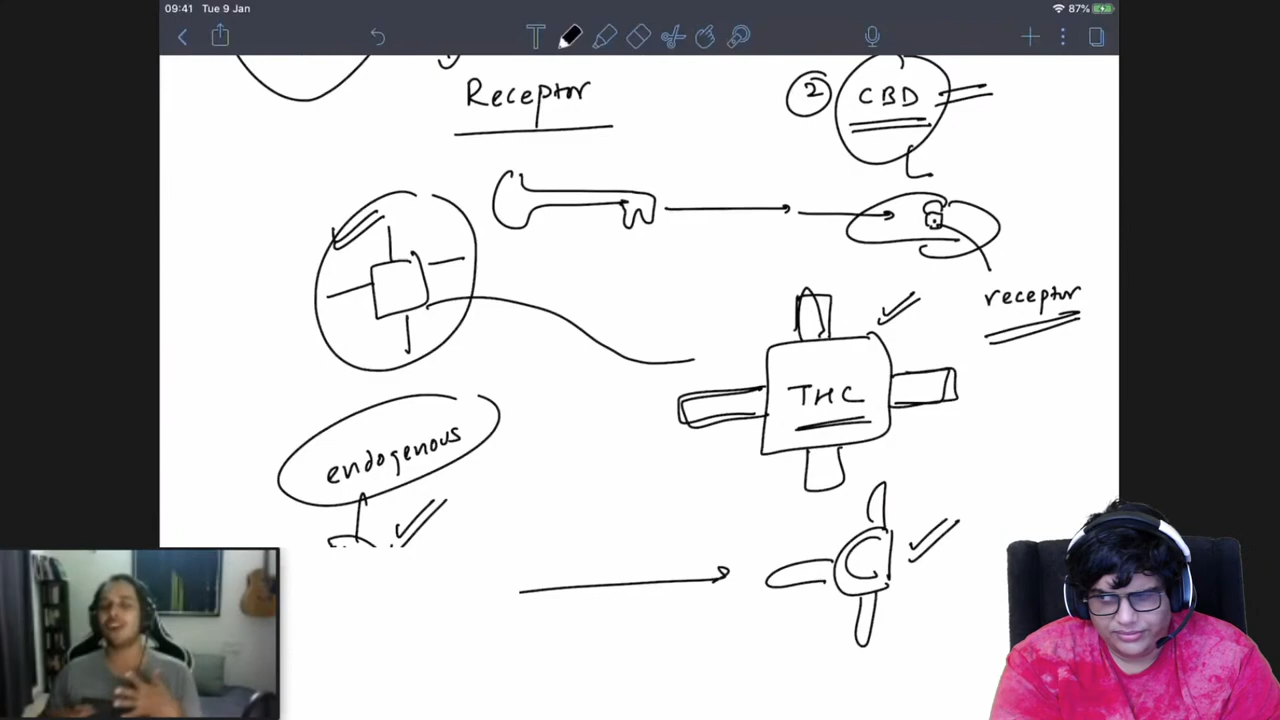 09:41 Tue 9 Jan
87%
T
Receptor
2 CBD
receptor
THC
endogenous
C